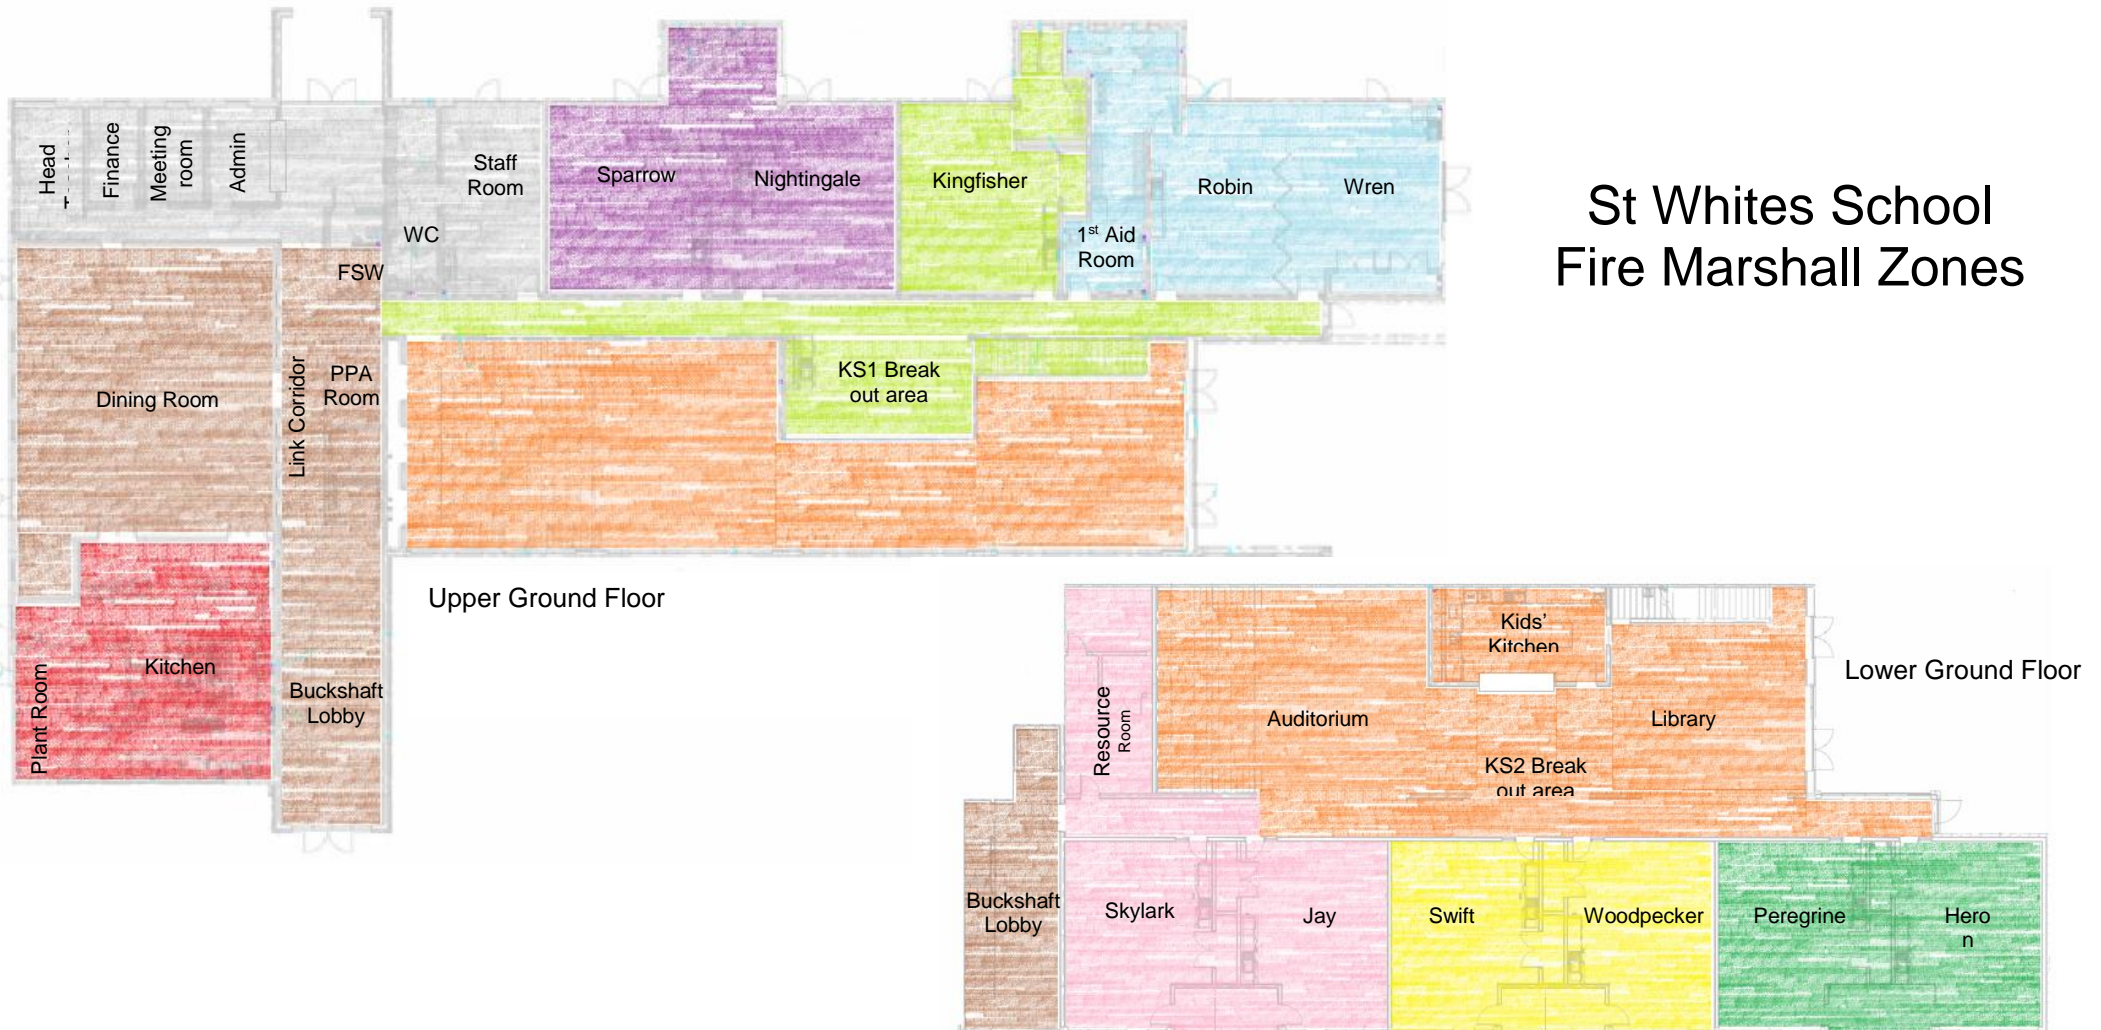 St Whites School
Fire Marshall Zones
Head
Finance
Meeting
room
Admin
Staff
Room
WC
Sparrow
Nightingale
Kingfisher
1st Aid
Room
Robin
Wren
FSW
Dining Room
Link Corridor
PPA
Room
KS1 Break
out area
Kitchen
Plant Room
Buckshaft
Lobby
Upper Ground Floor
Lower Ground Floor
Kids'
Kitchen
Resource
Room
Auditorium
Library
KS2 Break
out area
Buckshaft
Lobby
Skylark
Jay
Swift
Woodpecker
Peregrine
Hero
n